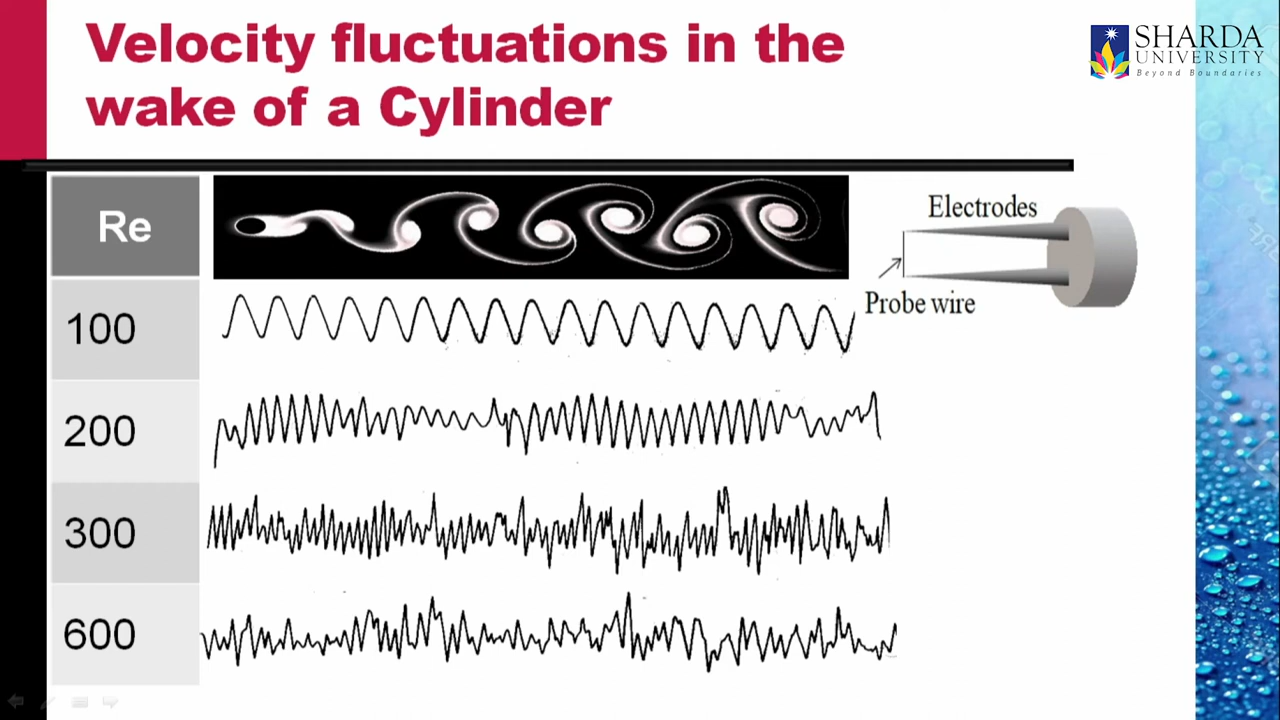 Velocity fluctuations in the
wake of a Cylinder
SHARDA
UNIVERSITY
Beyond Boundaries
Re
Electrodes
Probe wire
100
200
300
600